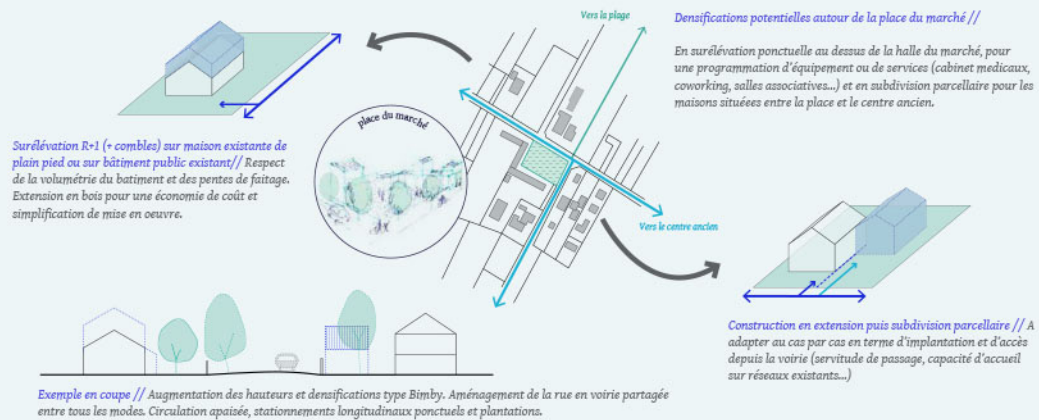 Vers la plage
Densifications potentielles autour de la place du marché //
En surélévation ponctuelle au dessus de la halle du marché, pour
une programmation d'équipement ou de services (cabinet medicaux,
coworking, salles associatives...) et en subdivision parcellaire pour les
maisons situéees entre la place et le centre ancien.
place du marché
Surélévation R+1 (+ combles) sur maison existante de
plain pied ou sur bâtiment public existant// Respect
de la volumétrie du batiment et des pentes de faitage.
Extension en bois pour une économie de coût et
simplification de mise en oeuvre.
Vers le centre ancien
Construction en extension puis subdivision parcellaire // A
adapter au cas par cas en terme d'implantation et d'accès
depuis la voirie (servitude de passage, capacité d'accueil
sur réseaux existants...)
Exemple en coupe // Augmentation des hauteurs et densifications type Bimby. Aménagement de la rue en voirie partagée
entre tous les modes. Circulation apaisée, stationnements longitudinaux ponctuels et plantations.